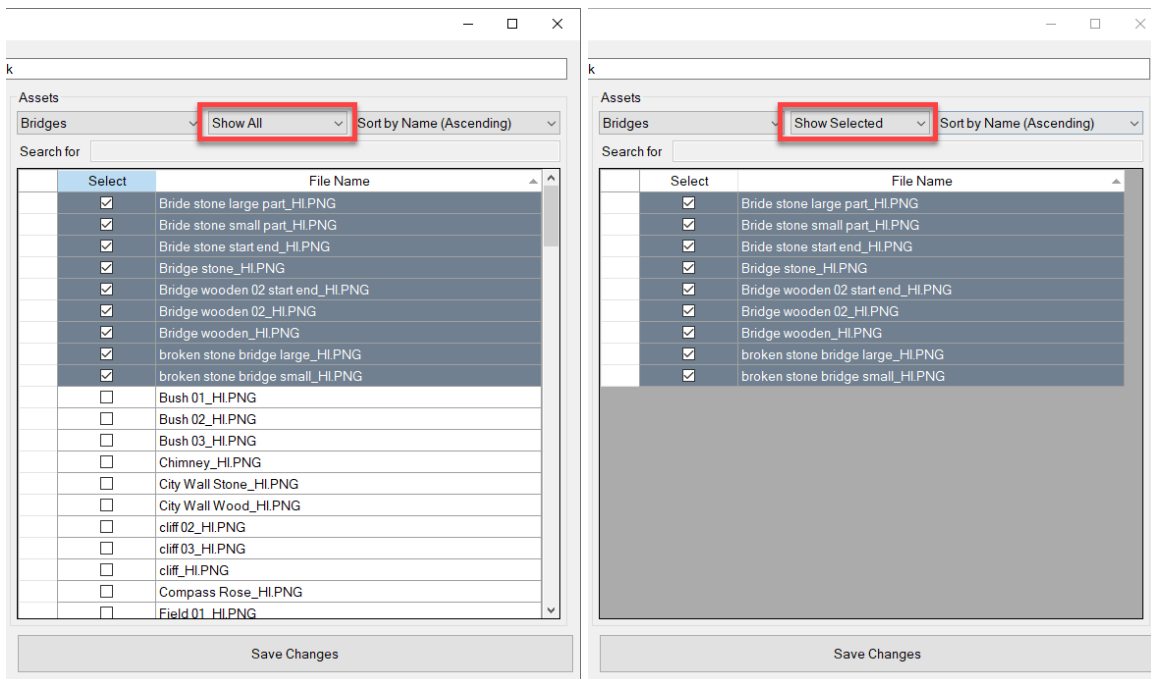 k
Assets
Bridges Show All Sort by Name (Ascending)
Search for
Select File Name
Bride stone large part_HI.PNG
Bride stone small part_HI.PNG
Bride stone start end_HI.PNG
Bridge stone_HI.PNG
Bridge wooden 02 start end_HI.PNG
Bridge wooden 02_HI.PNG
Bridge wooden_HI.PNG
broken stone bridge large_HI.PNG
broken stone bridge small_HI.PNG
Bush 01_HI.PNG
Bush 02_HI.PNG
Bush 03_HI.PNG
Chimney_HI.PNG
City Wall Stone_HI.PNG
City Wall Wood_HI.PNG
cliff 02_HI.PNG
cliff 03_HI.PNG
cliff_HI.PNG
Compass Rose_HI.PNG
Field 01_HI.PNG
Save Changes
k
Assets
Bridges Show Selected Sort by Name (Ascending)
Search for
Select File Name
Bride stone large part_HI.PNG
Bride stone small part_HI.PNG
Bride stone start end_HI.PNG
Bridge stone_HI.PNG
Bridge wooden 02 start end_HI.PNG
Bridge wooden 02_HI.PNG
Bridge wooden_HI.PNG
broken stone bridge large_HI.PNG
broken stone bridge small_HI.PNG
Save Changes